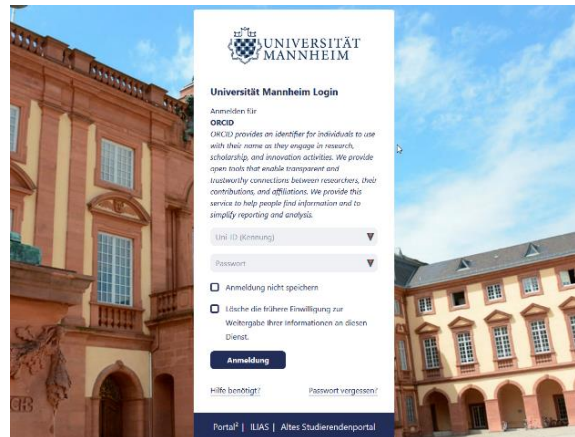 UNIVERSITÄT
MANNHEIM
Universität Mannheim Login
Anmelden für
ORCID
ORCID provides an identifier for individuals to use
with their name as they engage in research,
scholarship, and innovation activities. We provide
open tools that enable transparent and
trustworthy connections between researchers, their
contributions, and affiliations. We provide this
service to help people find information and to
simplify reporting and analysis.
Uni-ID (Kennung)
Passwort
Anmeldung nicht speichern
Lösche die frühere Einwilligung zur
Weitergabe Ihrer Informationen an diesen
Dienst.
Anmeldung
Hilfe benötigt? Passwort vergessen?
Portal² | ILIAS | Altes Studierendenportal